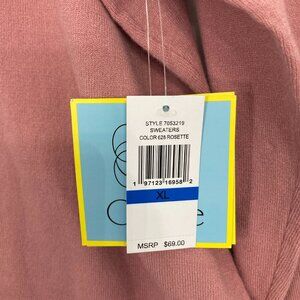 STYLE 7053219
SWEATERS
COLOR 628 ROSETTE
1 97123 16958 2
XL
MSRP $69.00